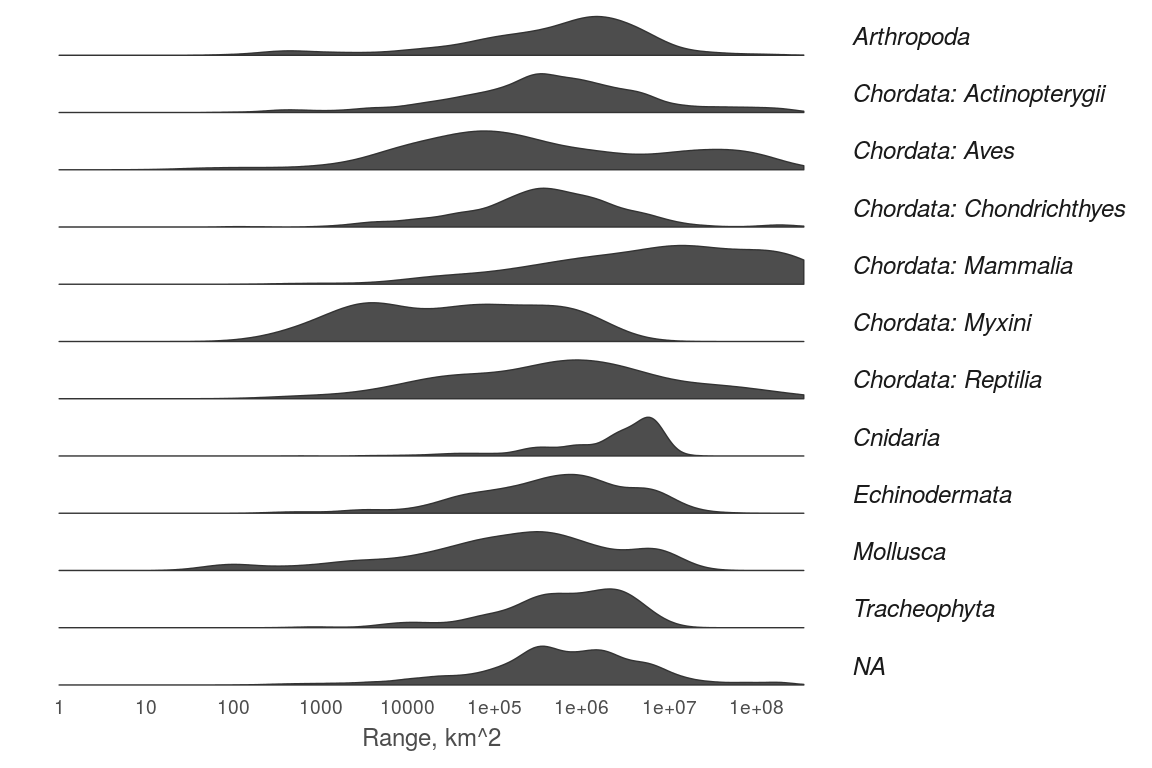 Arthropoda
Chordata: Actinopterygii
Chordata: Aves
Chordata: Chondrichthyes
Chordata: Mammalia
Chordata: Myxini
Chordata: Reptilia
Cnidaria
Echinodermata
Mollusca
Tracheophyta
NA
1 10 100 1000 10000 1e+05 1e+06 1e+07 1e+08
Range, km^2